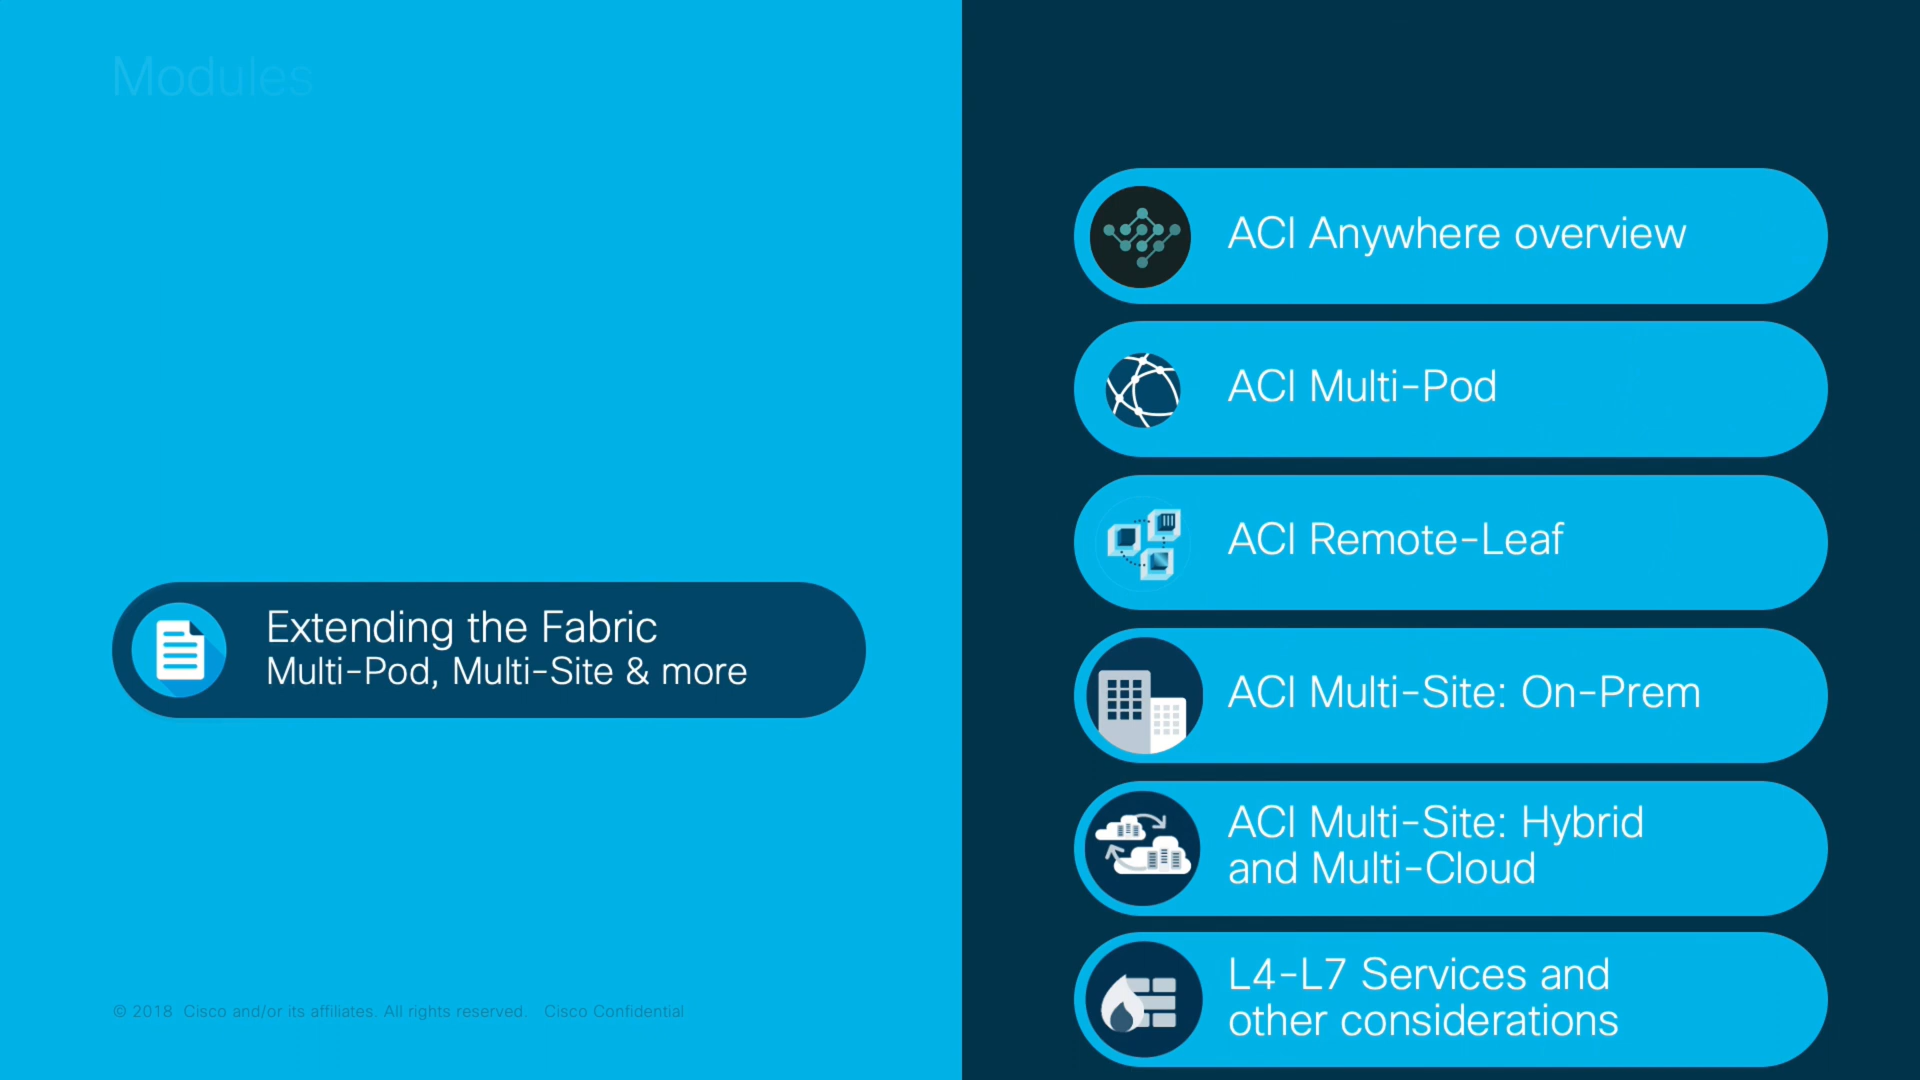 Modules
Extending the Fabric
Multi-Pod, Multi-Site & more
© 2018 Cisco and/or its affiliates. All rights reserved. Cisco Confidential
ACI Anywhere overview
ACI Multi-Pod
ACI Remote-Leaf
ACI Multi-Site: On-Prem
ACI Multi-Site: Hybrid
and Multi-Cloud
L4-L7 Services and
other considerations